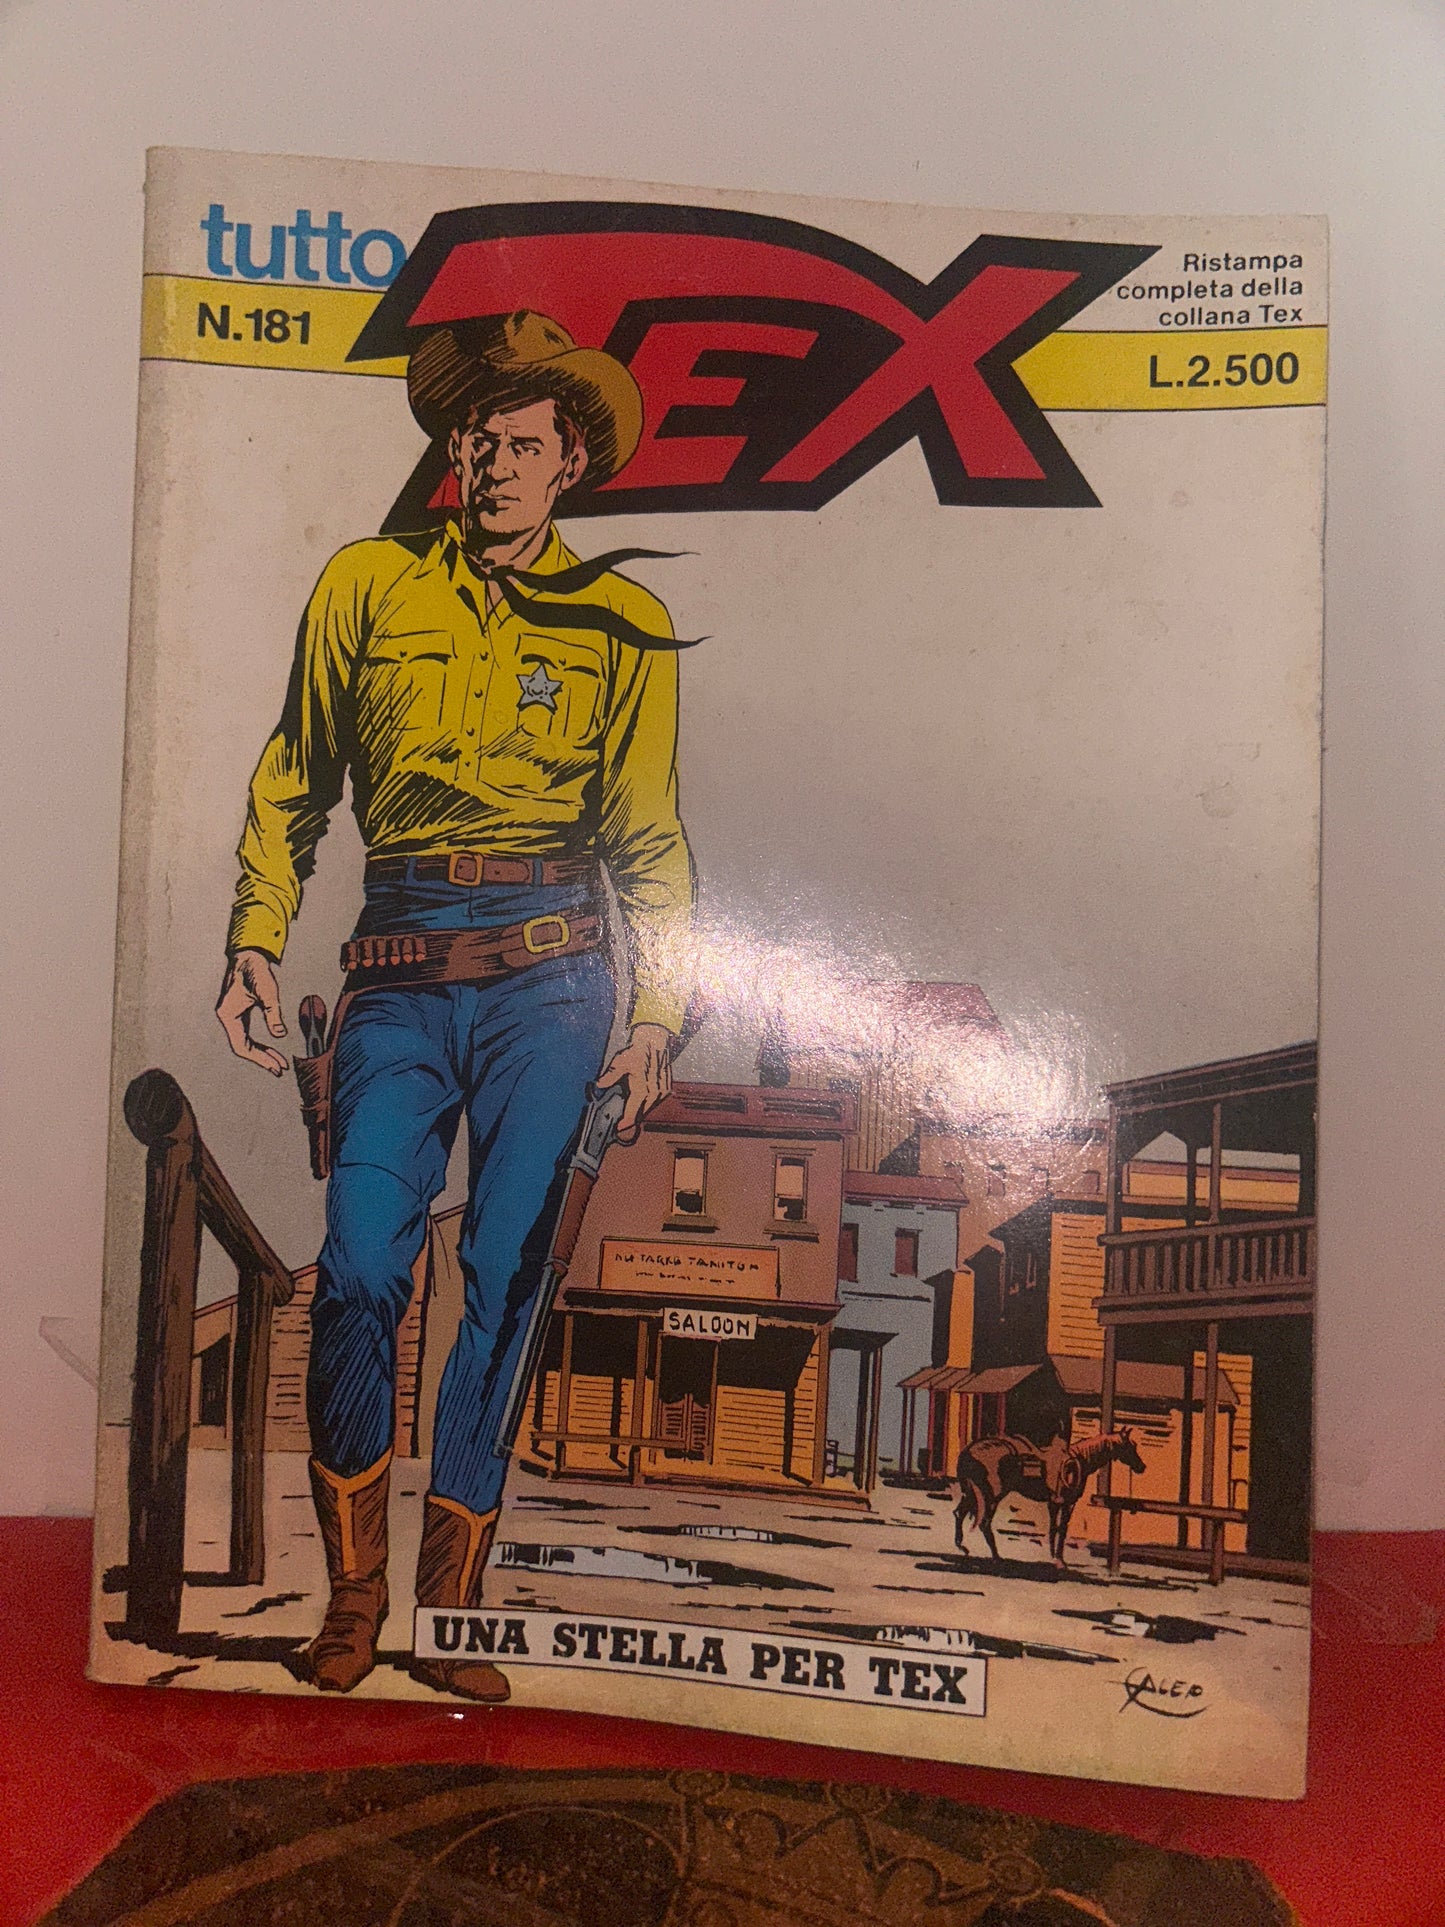 tutto
TEX
N.181
Ristampa
completa della
collana Tex
L.2.500
SALOON
UNA STELLA PER TEX
GALEP